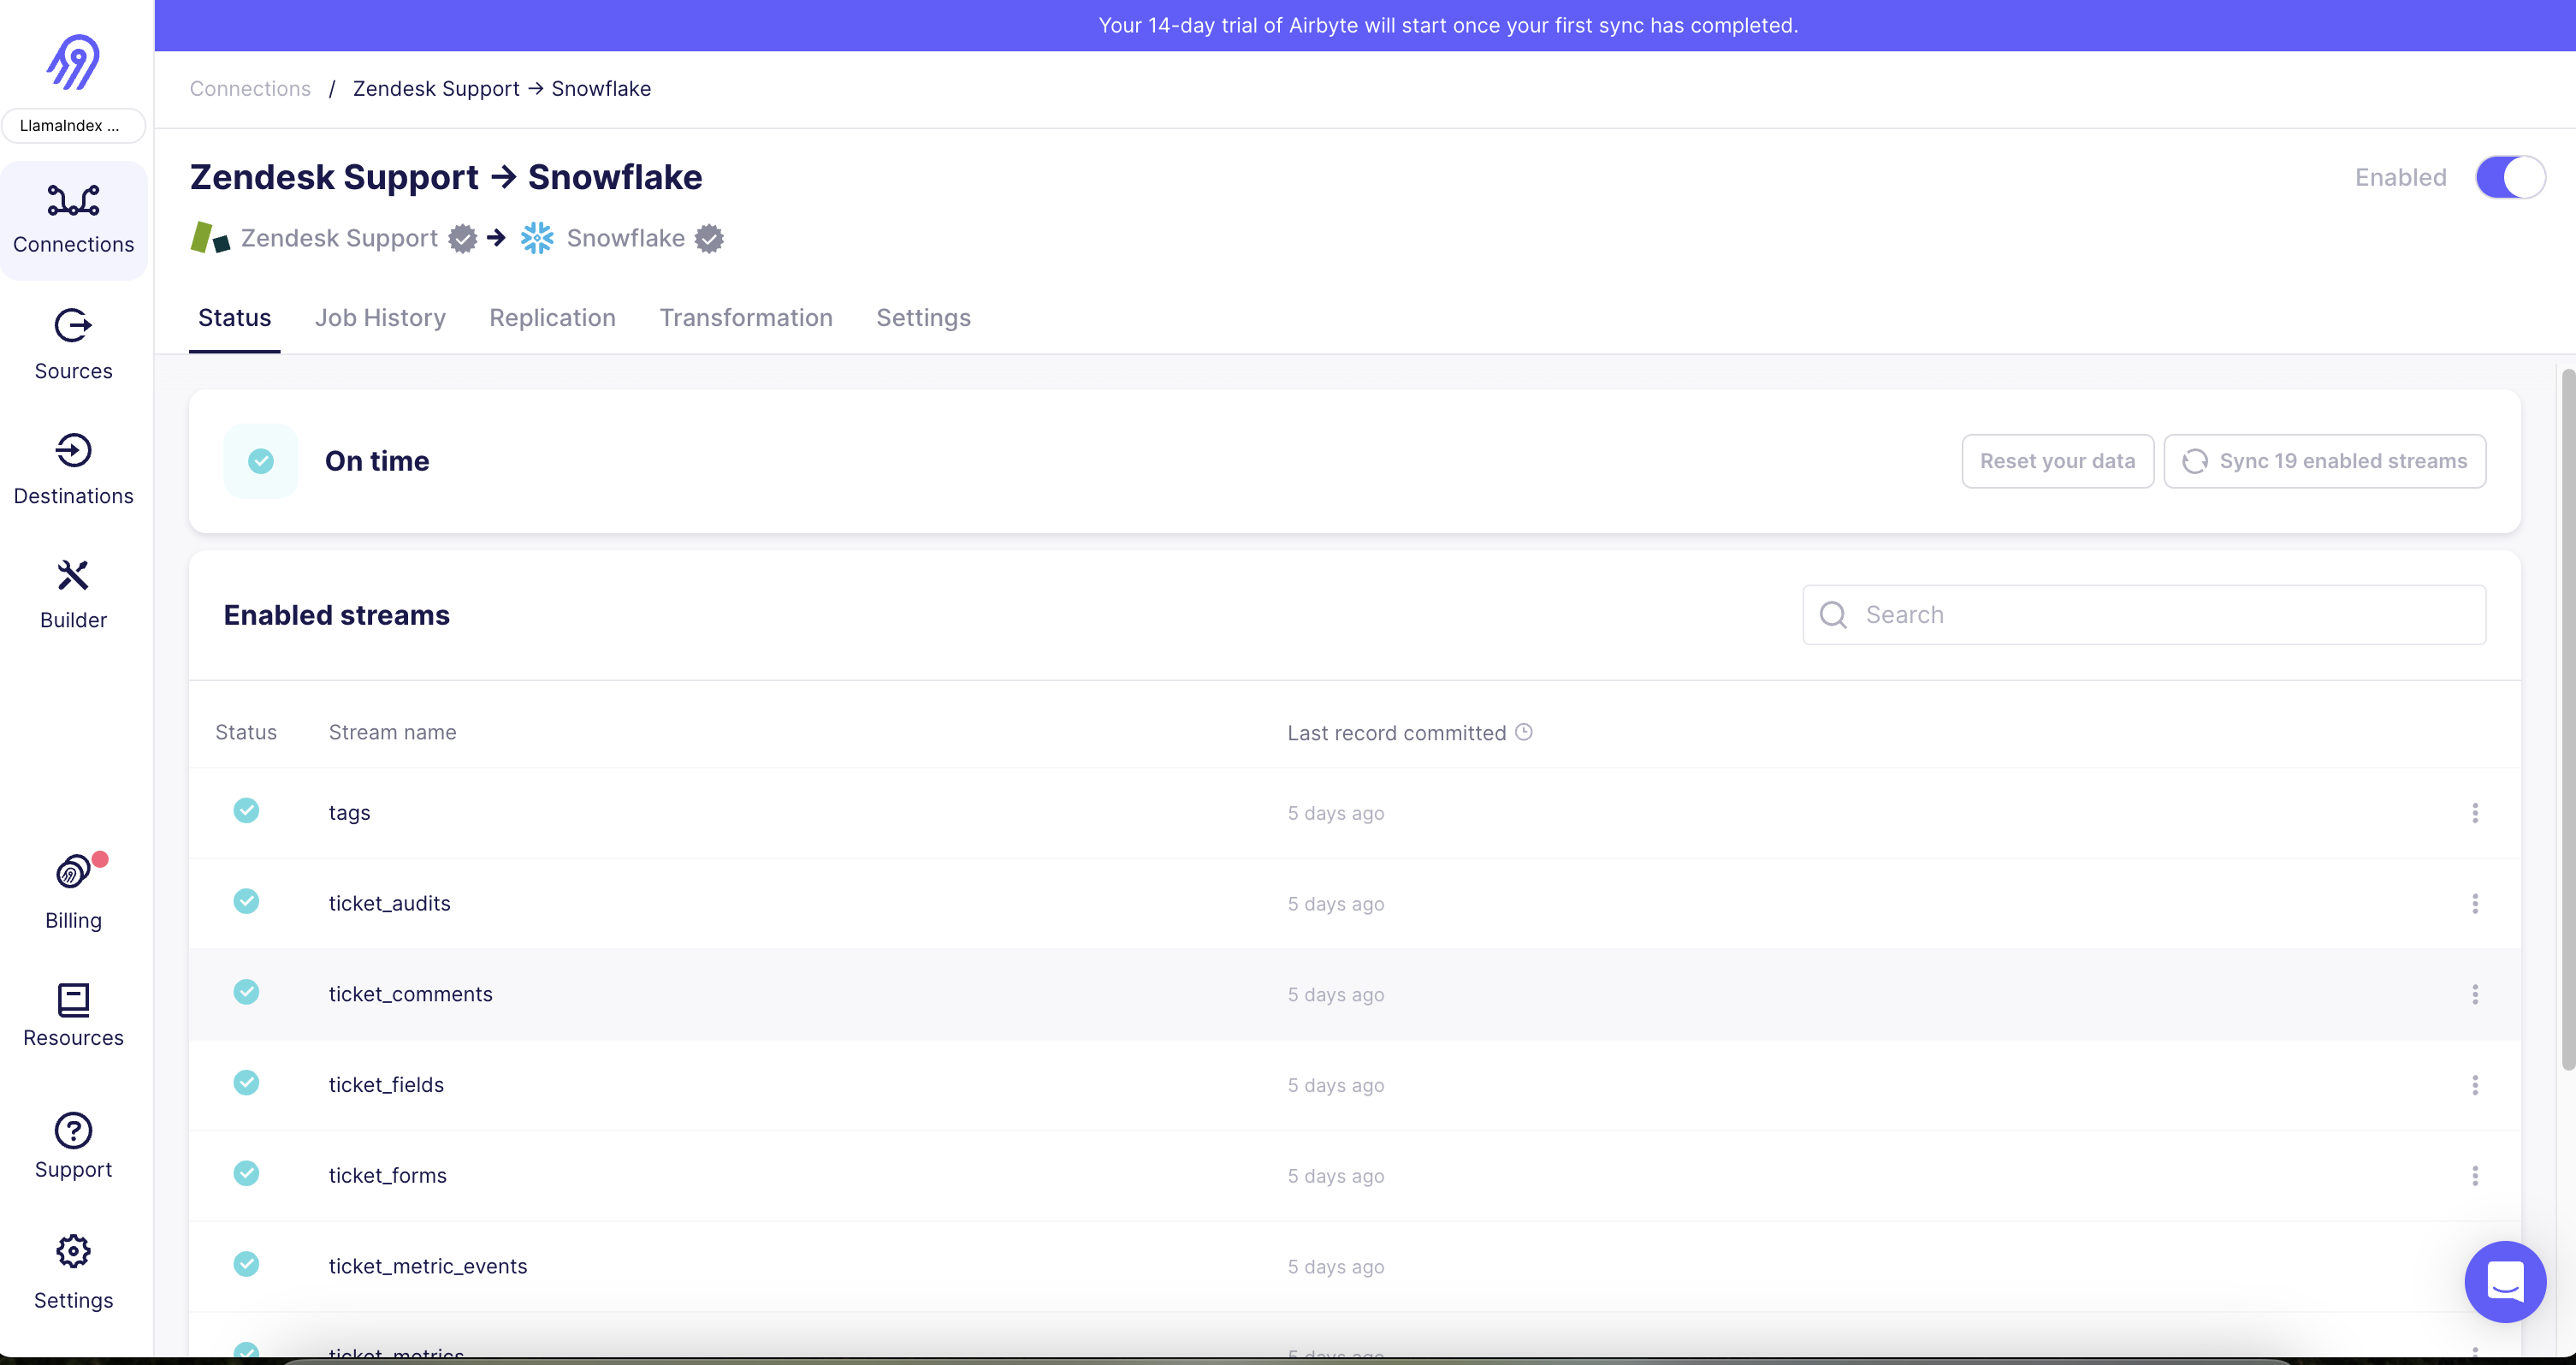 Your 14-day trial of Airbyte will start once your first sync has completed.
LlamaIndex ...
Connections
Sources
Destinations
Builder
Billing
Resources
Support
Settings
Connections / Zendesk Support → Snowflake
Zendesk Support → Snowflake
Enabled
Zendesk Support → Snowflake
Status Job History Replication Transformation Settings
On time
Reset your data
Sync 19 enabled streams
Enabled streams
Search
Status Stream name Last record committed
tags 5 days ago
ticket_audits 5 days ago
ticket_comments 5 days ago
ticket_fields 5 days ago
ticket_forms 5 days ago
ticket_metric_events 5 days ago
ticket_metrics 5 days ago